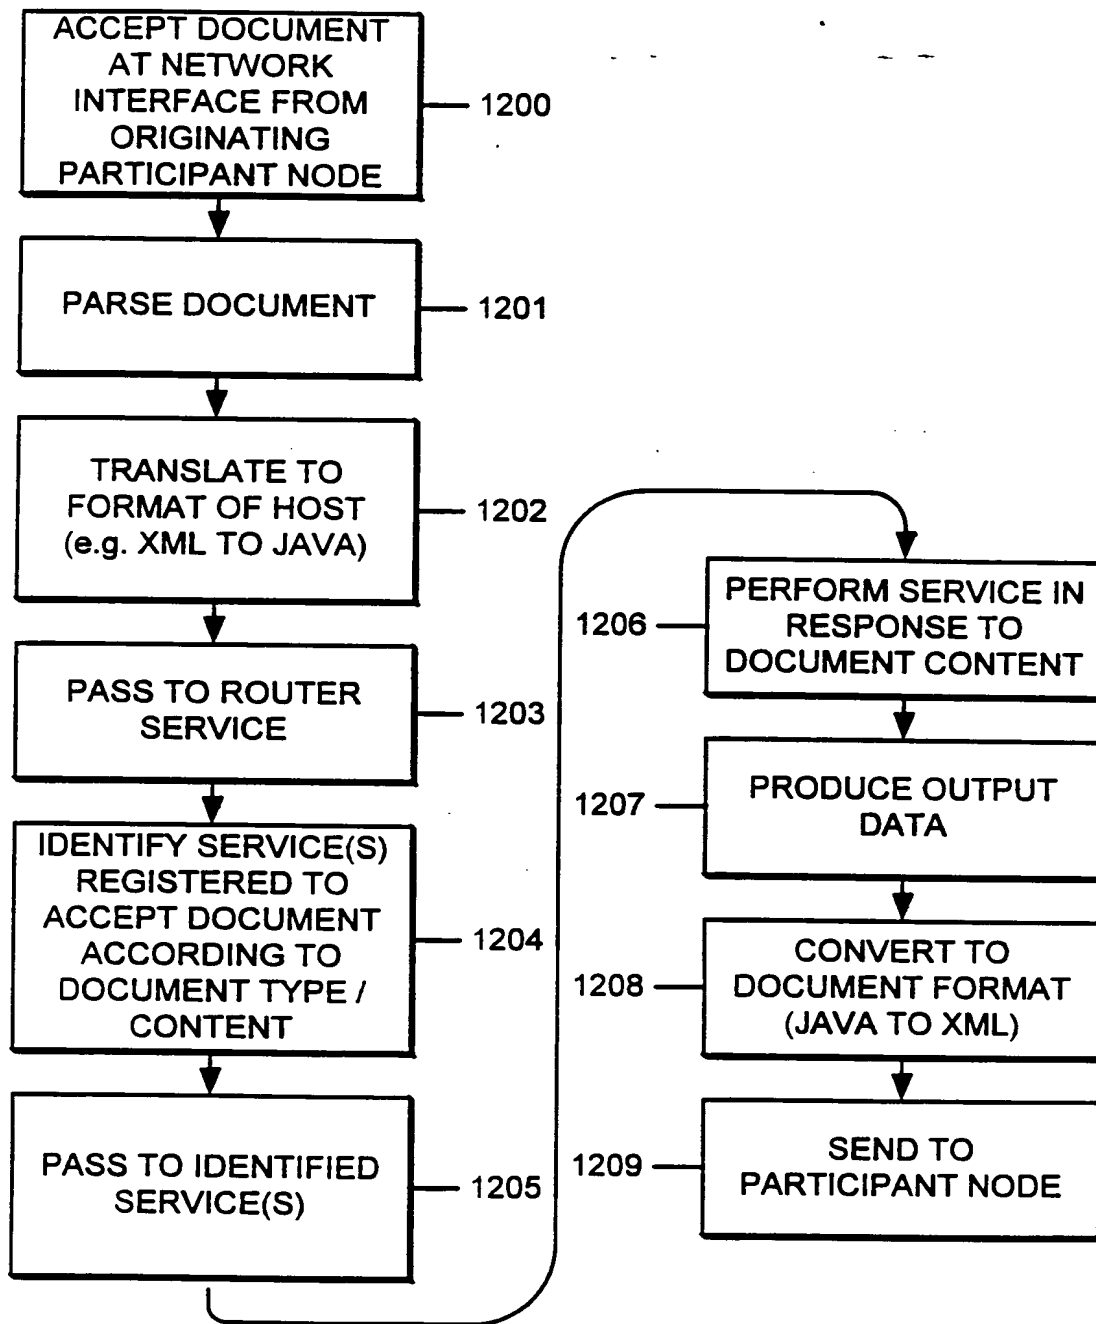 ACCEPT DOCUMENT
AT NETWORK
INTERFACE FROM
ORIGINATING
PARTICIPANT NODE
1200
PARSE DOCUMENT
1201
TRANSLATE TO
FORMAT OF HOST
(e.g. XML TO JAVA)
1202
PASS TO ROUTER
SERVICE
1203
IDENTIFY SERVICE(S)
REGISTERED TO
ACCEPT DOCUMENT
ACCORDING TO
DOCUMENT TYPE /
CONTENT
1204
PASS TO IDENTIFIED
SERVICE(S)
1205
PERFORM SERVICE IN
RESPONSE TO
DOCUMENT CONTENT
1206
PRODUCE OUTPUT
DATA
1207
CONVERT TO
DOCUMENT FORMAT
(JAVA TO XML)
1208
SEND TO
PARTICIPANT NODE
1209